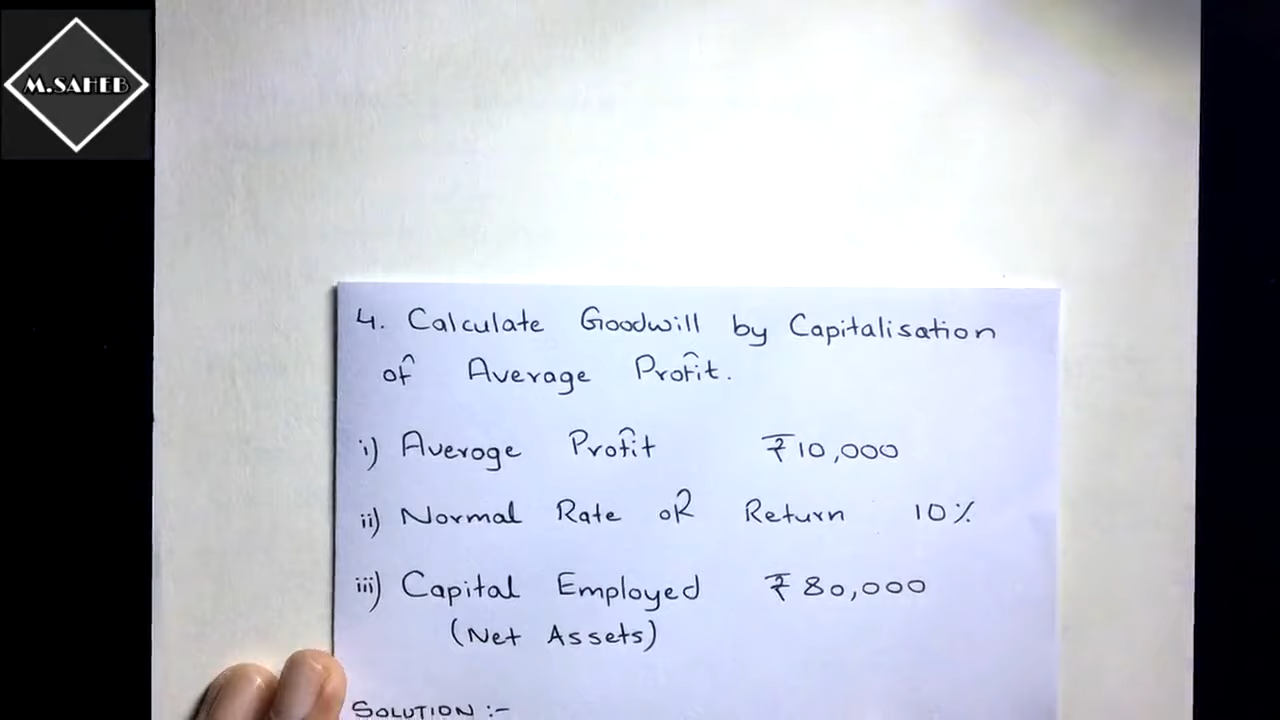 M.SAHEB
4. Calculate Goodwill by Capitalisation
of Average Profit.
i) Average Profit ₹10,000
ii) Normal Rate of Return 10%
iii) Capital Employed ₹80,000
(Net Assets)
SOLUTION :-